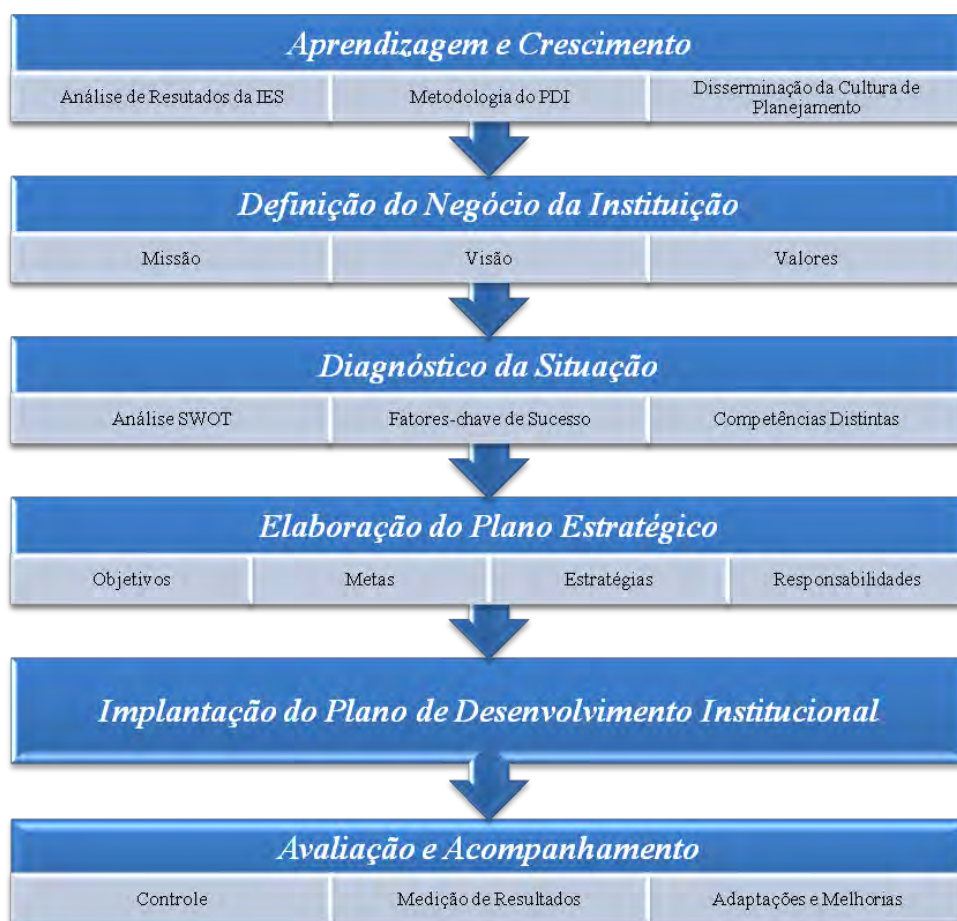 Aprendizagem e Crescimento
Análise de Resutados da IES
Metodologia do PDI
Disserminação da Cultura de
Planejamento
Definição do Negócio da Instituição
Missão
Visão
Valores
Diagnóstico da Situação
Análise SWOT
Fatores-chave de Sucesso
Competências Distintas
Elaboração do Plano Estratégico
Objetivos
Metas
Estratégias
Responsabilidades
Implantação do Plano de Desenvolvimento Institucional
Avaliação e Acompanhamento
Controle
Medição de Resultados
Adaptações e Melhorias